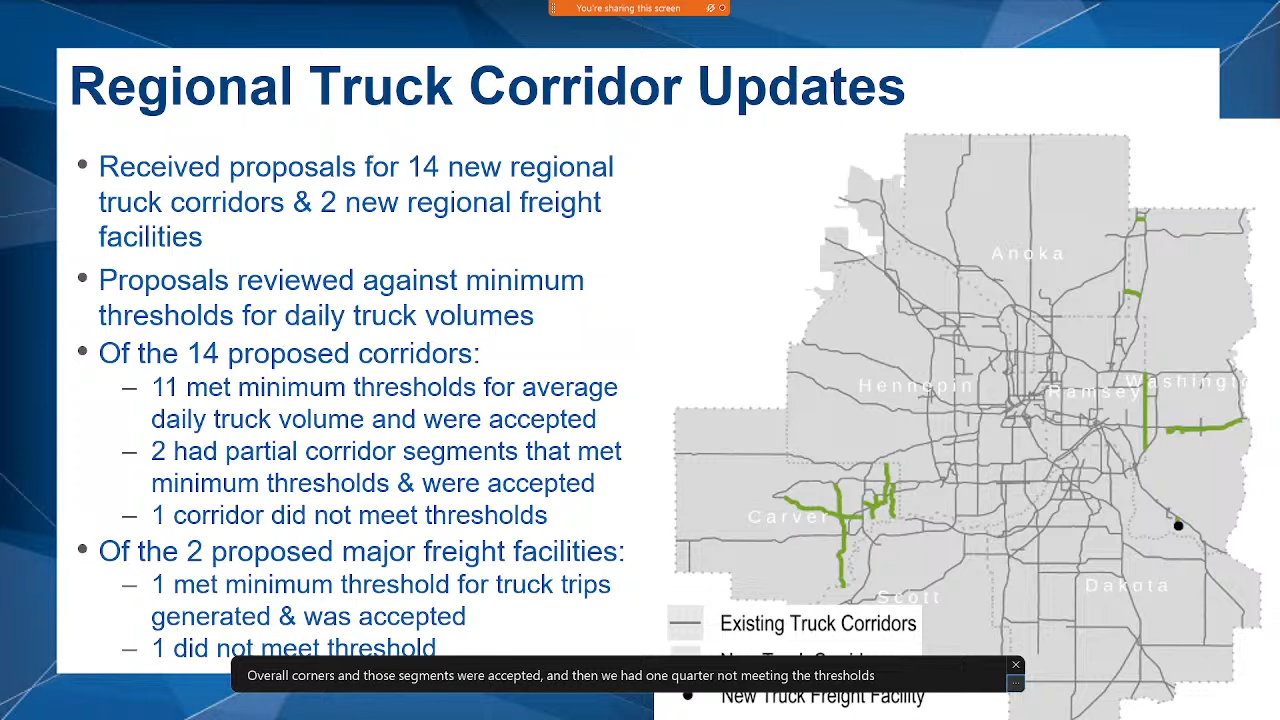 You're sharing this screen
Regional Truck Corridor Updates
• Received proposals for 14 new regional
truck corridors & 2 new regional freight
facilities
• Proposals reviewed against minimum
thresholds for daily truck volumes
• Of the 14 proposed corridors:
– 11 met minimum thresholds for average
daily truck volume and were accepted
– 2 had partial corridor segments that met
minimum thresholds & were accepted
– 1 corridor did not meet thresholds
• Of the 2 proposed major freight facilities:
– 1 met minimum threshold for truck trips
generated & was accepted
– 1 did not meet threshold
Anoka
Hennepin
Ramsey
Washingt
Carver
Scott
Dakota
Existing Truck Corridors
New Truck Freight Facility
Overall corners and those segments were accepted, and then we had one quarter not meeting the thresholds